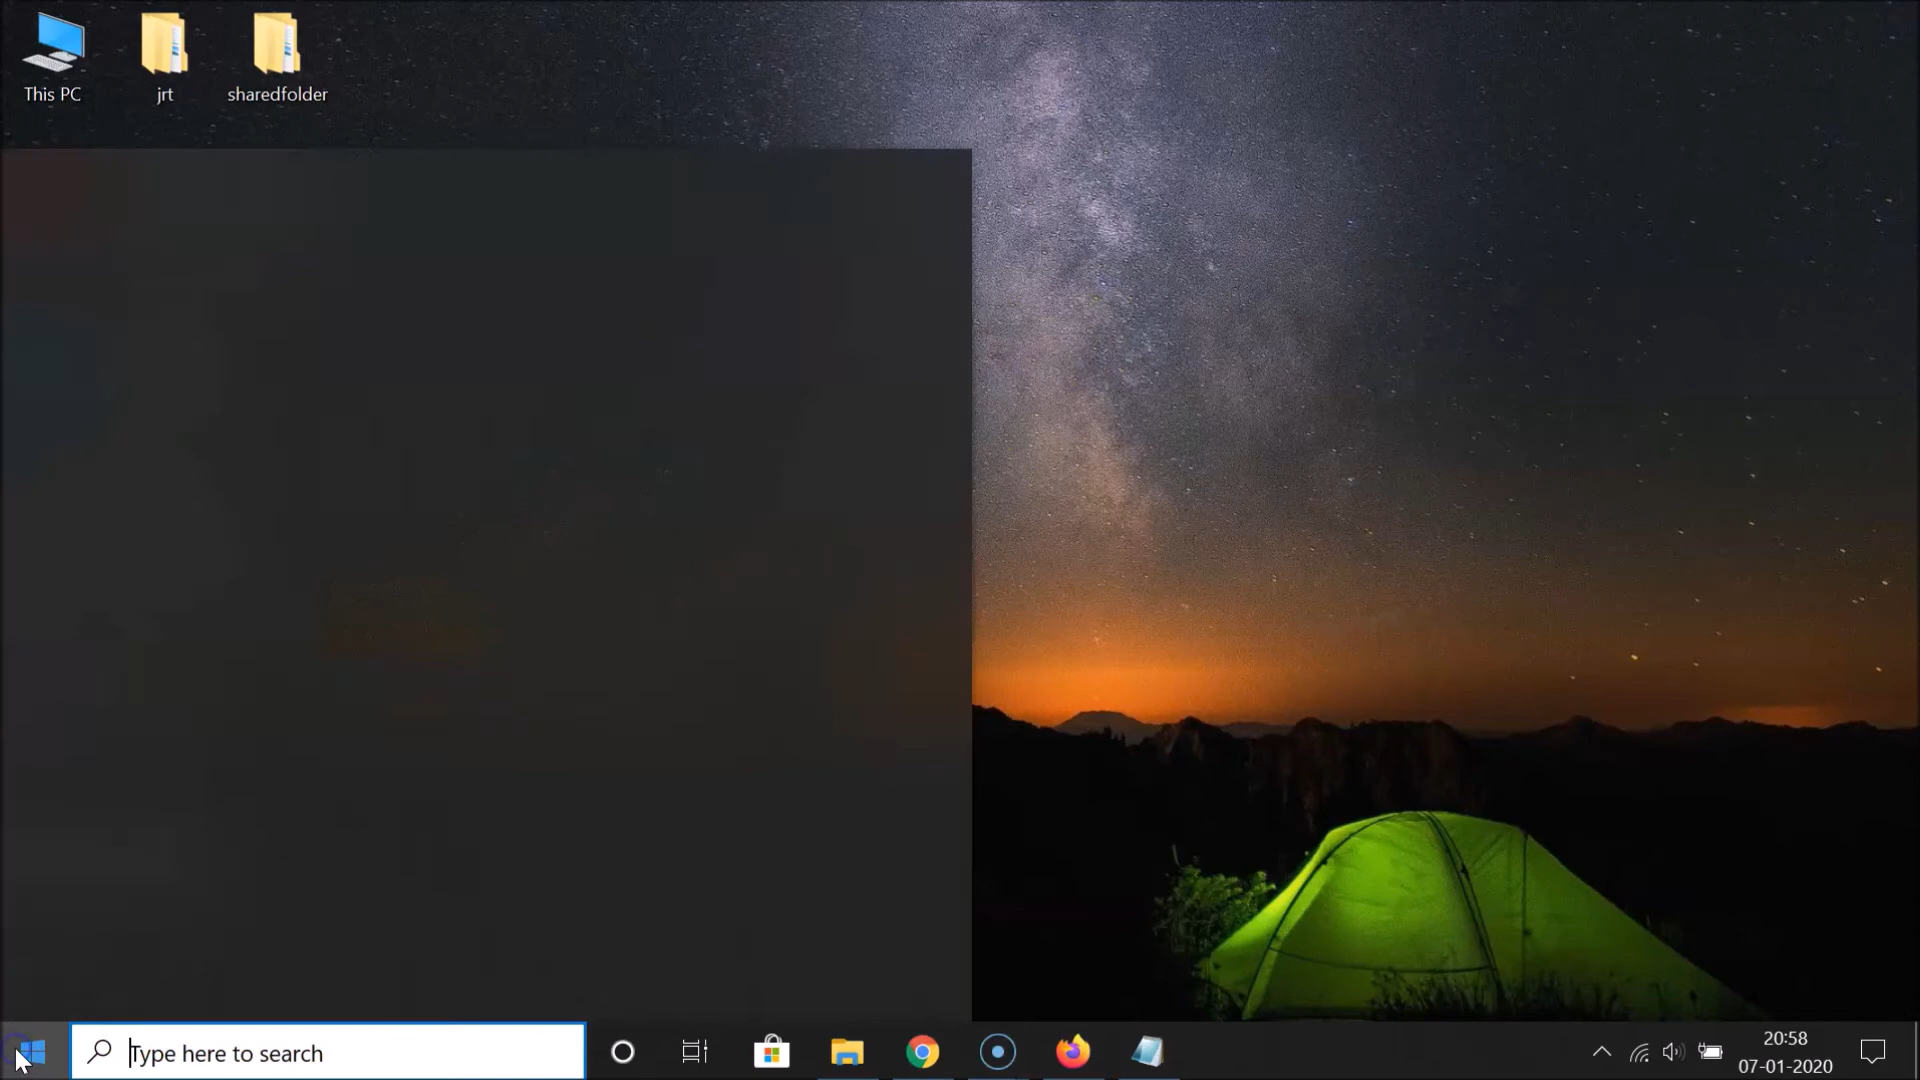 This PC
jrt
sharedfolder
Type here to search
20:58
07-01-2020